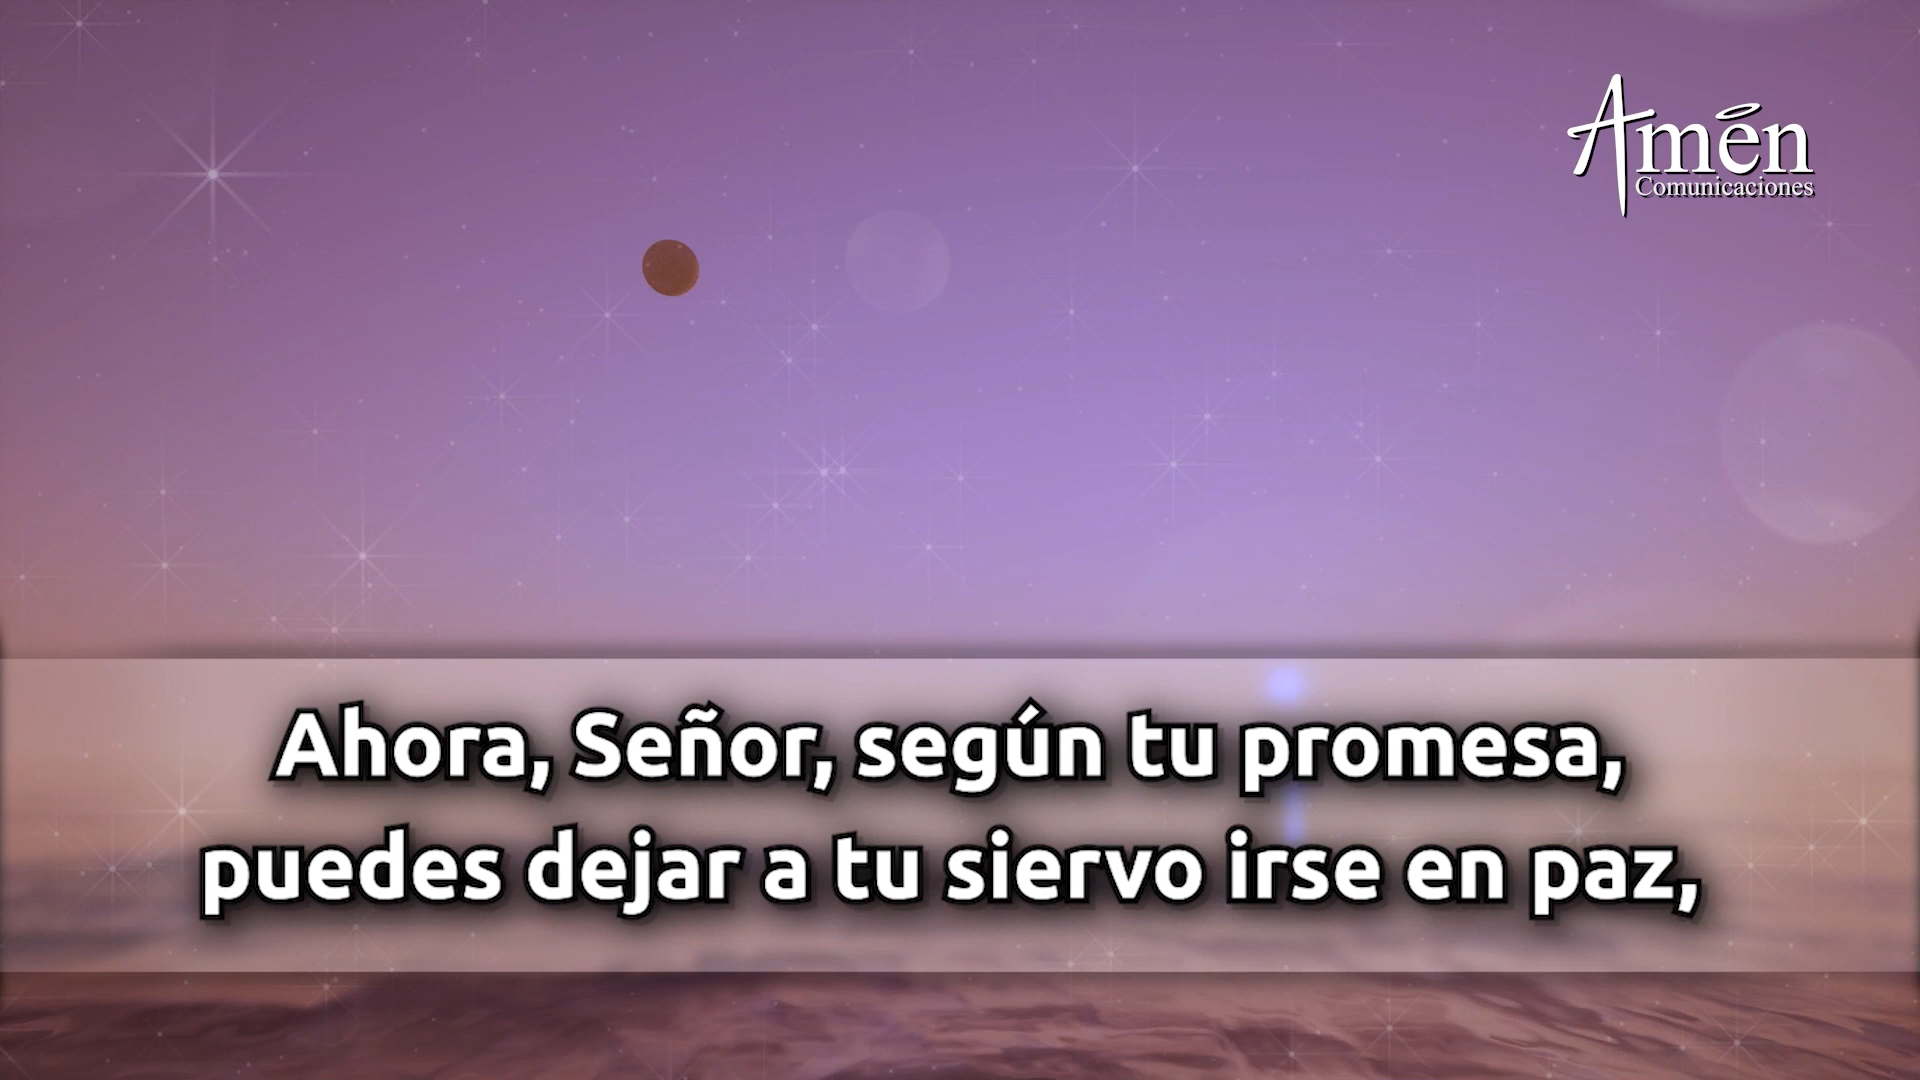 Amén
Comunicaciones
Ahora, Señor, según tu promesa,
puedes dejar a tu siervo irse en paz,